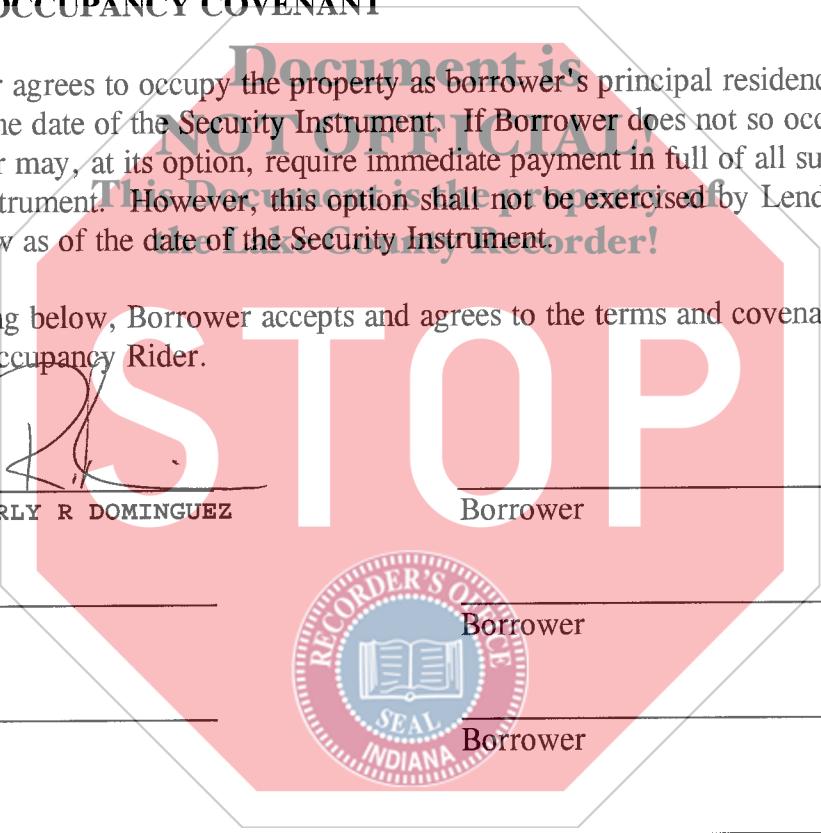 OCCUPANCY COVENANT
Document is
r agrees to occupy the property as borrower's principal residenc
ne date of the Security Instrument. If Borrower does not so occ
NOT OFFICIAL!
r may, at its option, require immediate payment in full of all su
This Document is the property of
trument. However, this option shall not be exercised by Lend
the Lake County Recorder!
w as of the date of the Security Instrument.
ng below, Borrower accepts and agrees to the terms and covena
ccupancy Rider.
STOP
RLY R DOMINGUEZ
Borrower
Borrower
Borrower
RECORDER'S OFFICE
SEAL
INDIANA